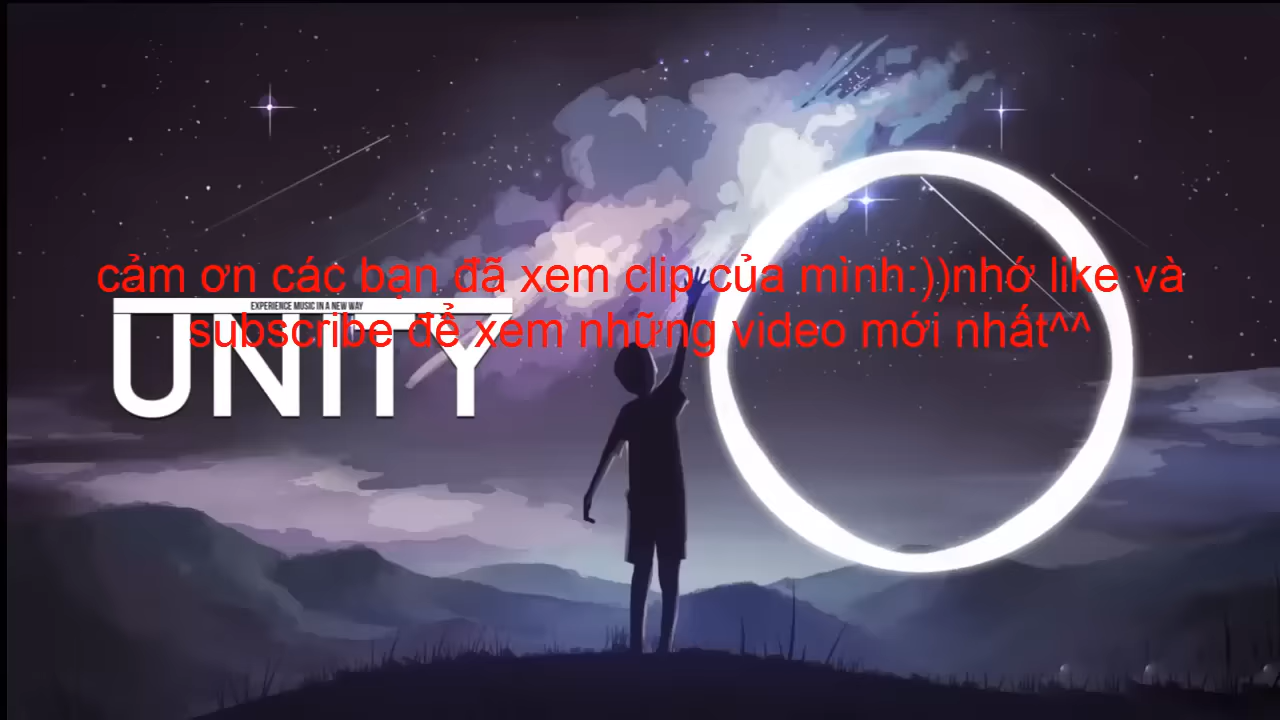 cảm ơn các bạn đã xem clip của mình:))nhớ like và
EXPERIENCE MUSIC IN A NEW WAY
subscribe để xem những video mới nhất^^
UNITY